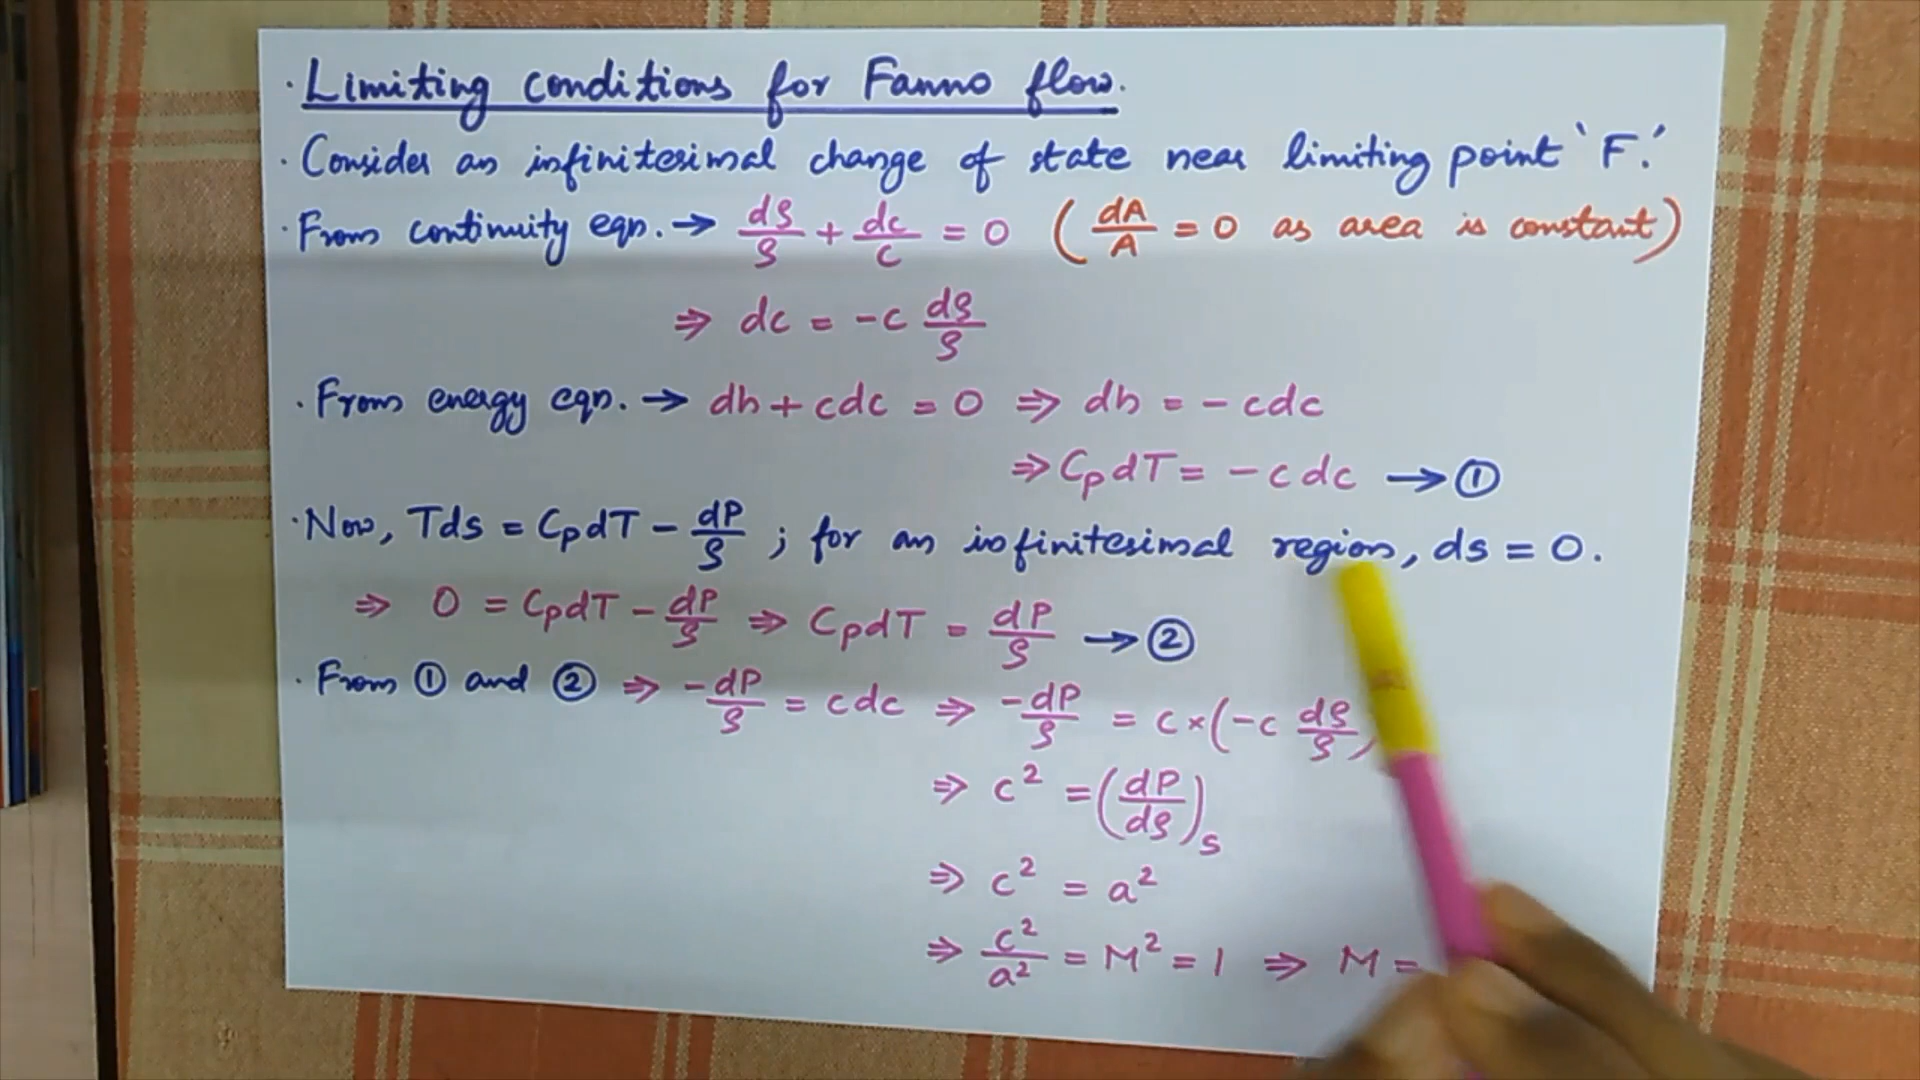 · Limiting conditions for Fanno flow.
· Consider an infinitesimal change of state near limiting point 'F.'
· From continuity eqn. → dρ/ρ + dc/c = 0 (dA/A = 0 as area is constant)
⇒ dc = -c dρ/ρ
· From energy eqn. → dh + cdc = 0 ⇒ dh = - cdc
⇒ CpdT = - cdc → ①
· Now, Tds = CpdT - dP/ρ ; for an infinitesimal region, ds = 0.
⇒ 0 = CpdT - dP/ρ ⇒ CpdT = dP/ρ → ②
· From ① and ② ⇒ -dP/ρ = cdc ⇒ -dP/ρ = c×(-c dρ/ρ)
⇒ c² = (dP/dρ)s
⇒ c² = a²
⇒ c²/a² = M² = 1 ⇒ M =